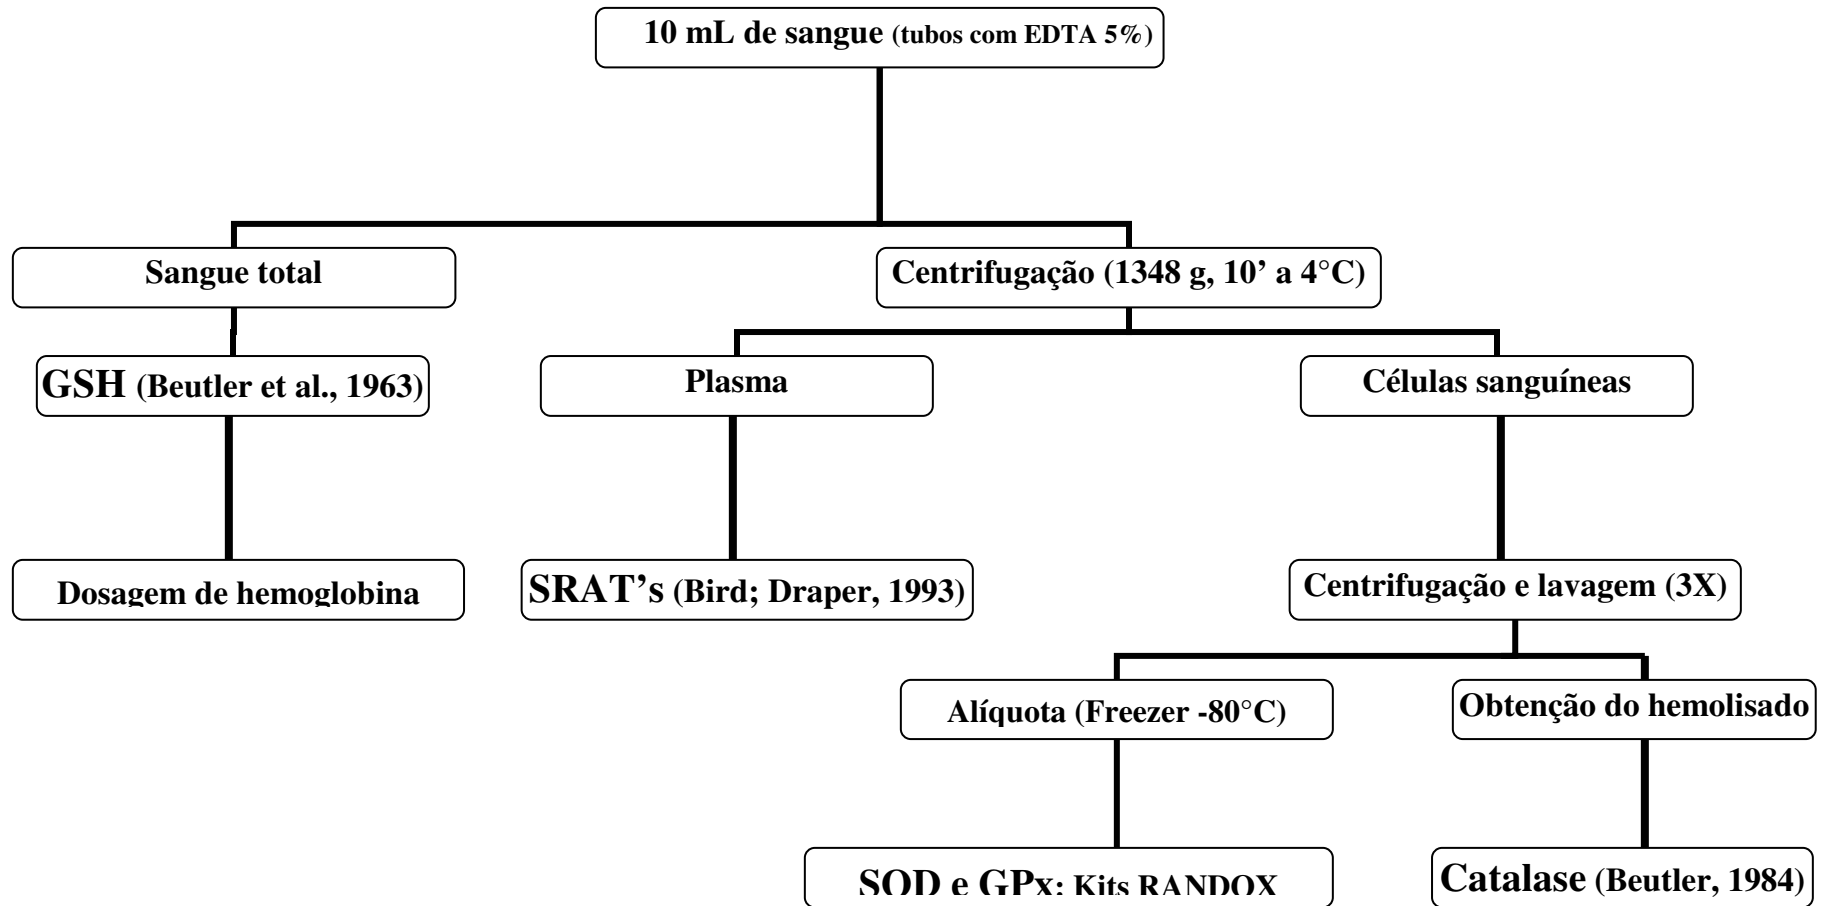 10 mL de sangue (tubos com EDTA 5%)
Sangue total
Centrifugação (1348 g, 10’ a 4°C)
GSH (Beutler et al., 1963)
Plasma
Células sanguíneas
Dosagem de hemoglobina
SRAT’s (Bird; Draper, 1993)
Centrifugação e lavagem (3X)
Alíquota (Freezer -80°C)
Obtenção do hemolisado
SOD e GPx: Kits RANDOX
Catalase (Beutler, 1984)